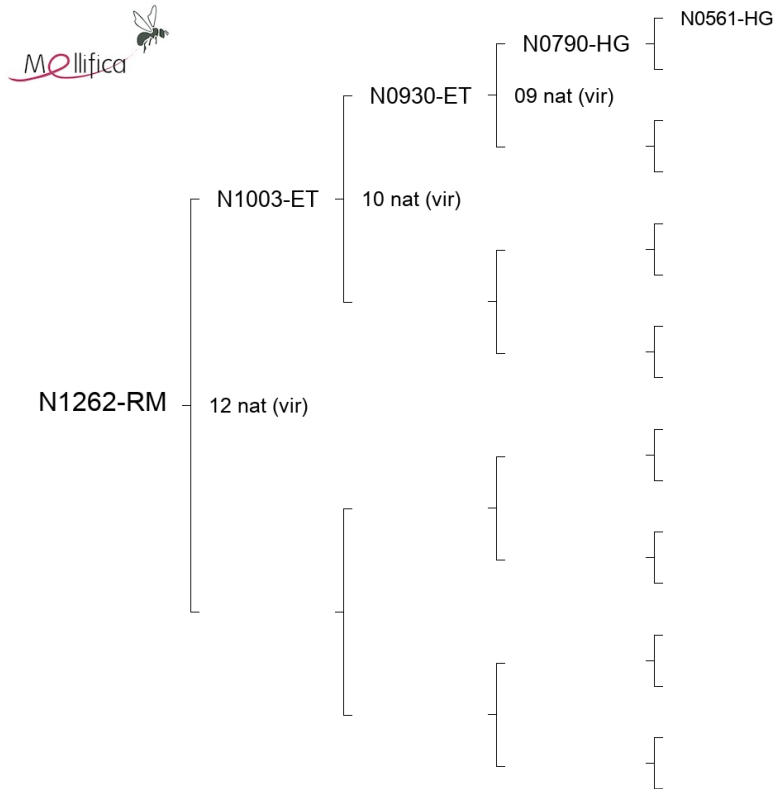 Mellifica
N0561-HG
N0790-HG
N0930-ET
09 nat (vir)
N1003-ET
10 nat (vir)
N1262-RM
12 nat (vir)